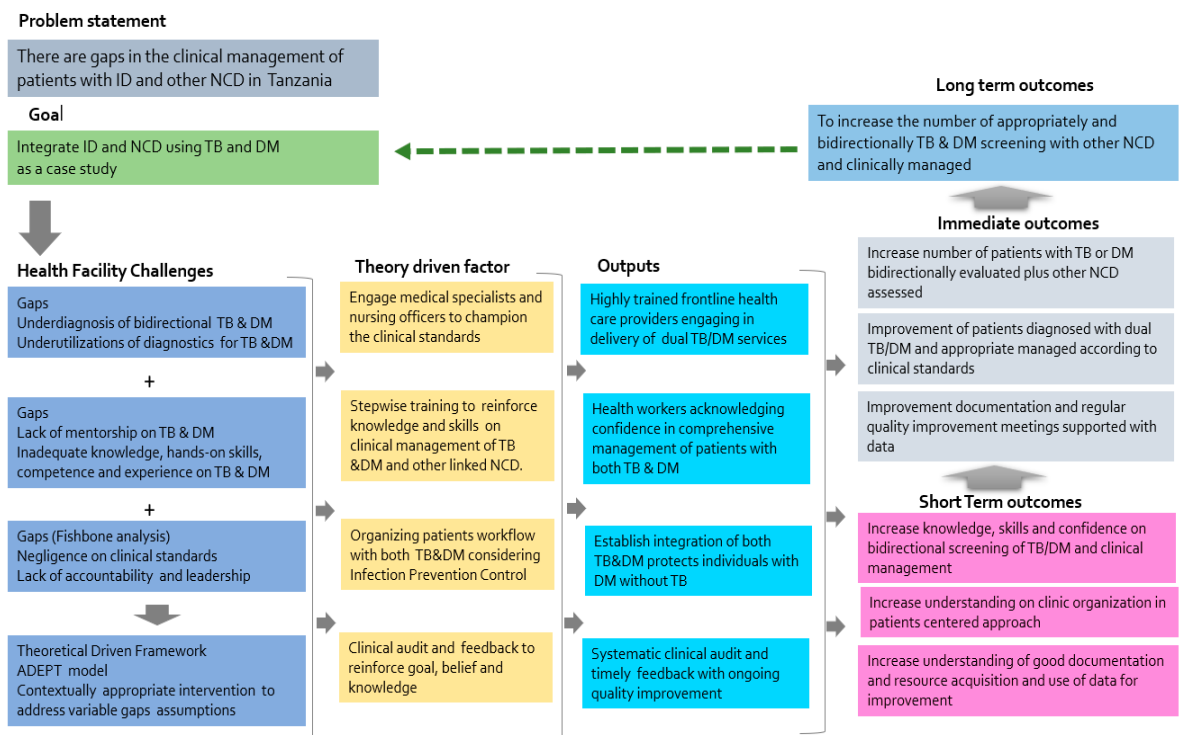 Problem statement
There are gaps in the clinical management of
patients with ID and other NCD in Tanzania
Goal
Integrate ID and NCD using TB and DM
as a case study
Health Facility Challenges
Gaps
Underdiagnosis of bidirectional TB & DM
Underutilizations of diagnostics for TB &DM
+
Gaps
Lack of mentorship on TB & DM
Inadequate knowledge, hands-on skills,
competence and experience on TB & DM
+
Gaps (Fishbone analysis)
Negligence on clinical standards
Lack of accountability and leadership
Theoretical Driven Framework
ADEPT model
Contextually appropriate intervention to
address variable gaps assumptions
Theory driven factor
Engage medical specialists and
nursing officers to champion
the clinical standards
Stepwise training to reinforce
knowledge and skills on
clinical management of TB
&DM and other linked NCD.
Organizing patients workflow
with both TB&DM considering
Infection Prevention Control
Clinical audit and feedback to
reinforce goal, belief and
knowledge
Outputs
Highly trained frontline health
care providers engaging in
delivery of dual TB/DM services
Health workers acknowledging
confidence in comprehensive
management of patients with
both TB & DM
Establish integration of both
TB&DM protects individuals with
DM without TB
Systematic clinical audit and
timely feedback with ongoing
quality improvement
Long term outcomes
To increase the number of appropriately and
bidirectionally TB & DM screening with other NCD
and clinically managed
Immediate outcomes
Increase number of patients with TB or DM
bidirectionally evaluated plus other NCD
assessed
Improvement of patients diagnosed with dual
TB/DM and appropriate managed according to
clinical standards
Improvement documentation and regular
quality improvement meetings supported with
data
Short Term outcomes
Increase knowledge, skills and confidence on
bidirectional screening of TB/DM and clinical
management
Increase understanding on clinic organization in
patients centered approach
Increase understanding of good documentation
and resource acquisition and use of data for
improvement